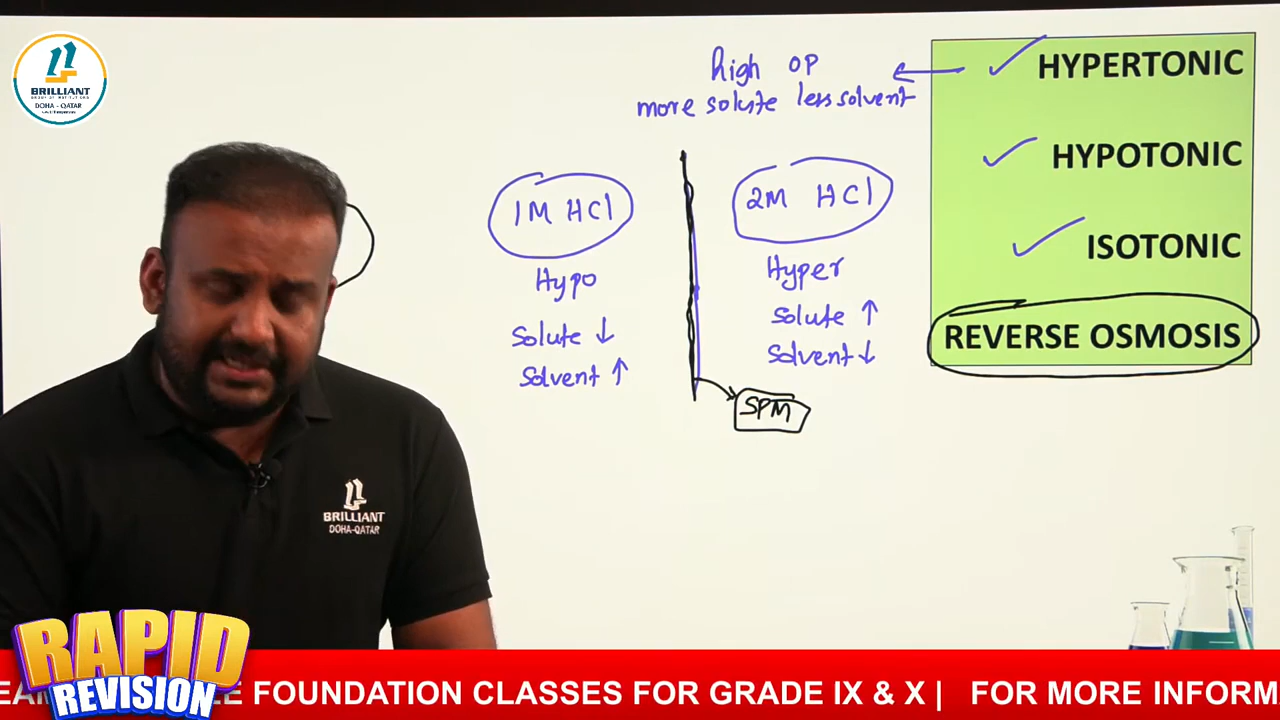 BRILLIANT
DOHA - QATAR
high OP
more solute less solvent
HYPERTONIC
HYPOTONIC
ISOTONIC
REVERSE OSMOSIS
1M HCl
Hypo
Solute ↓
Solvent ↑
2M HCl
Hyper
Solute ↑
Solvent ↓
SPM
BRILLIANT
DOHA-QATAR
RAPID
REVISION
FOUNDATION CLASSES FOR GRADE IX & X | FOR MORE INFORM